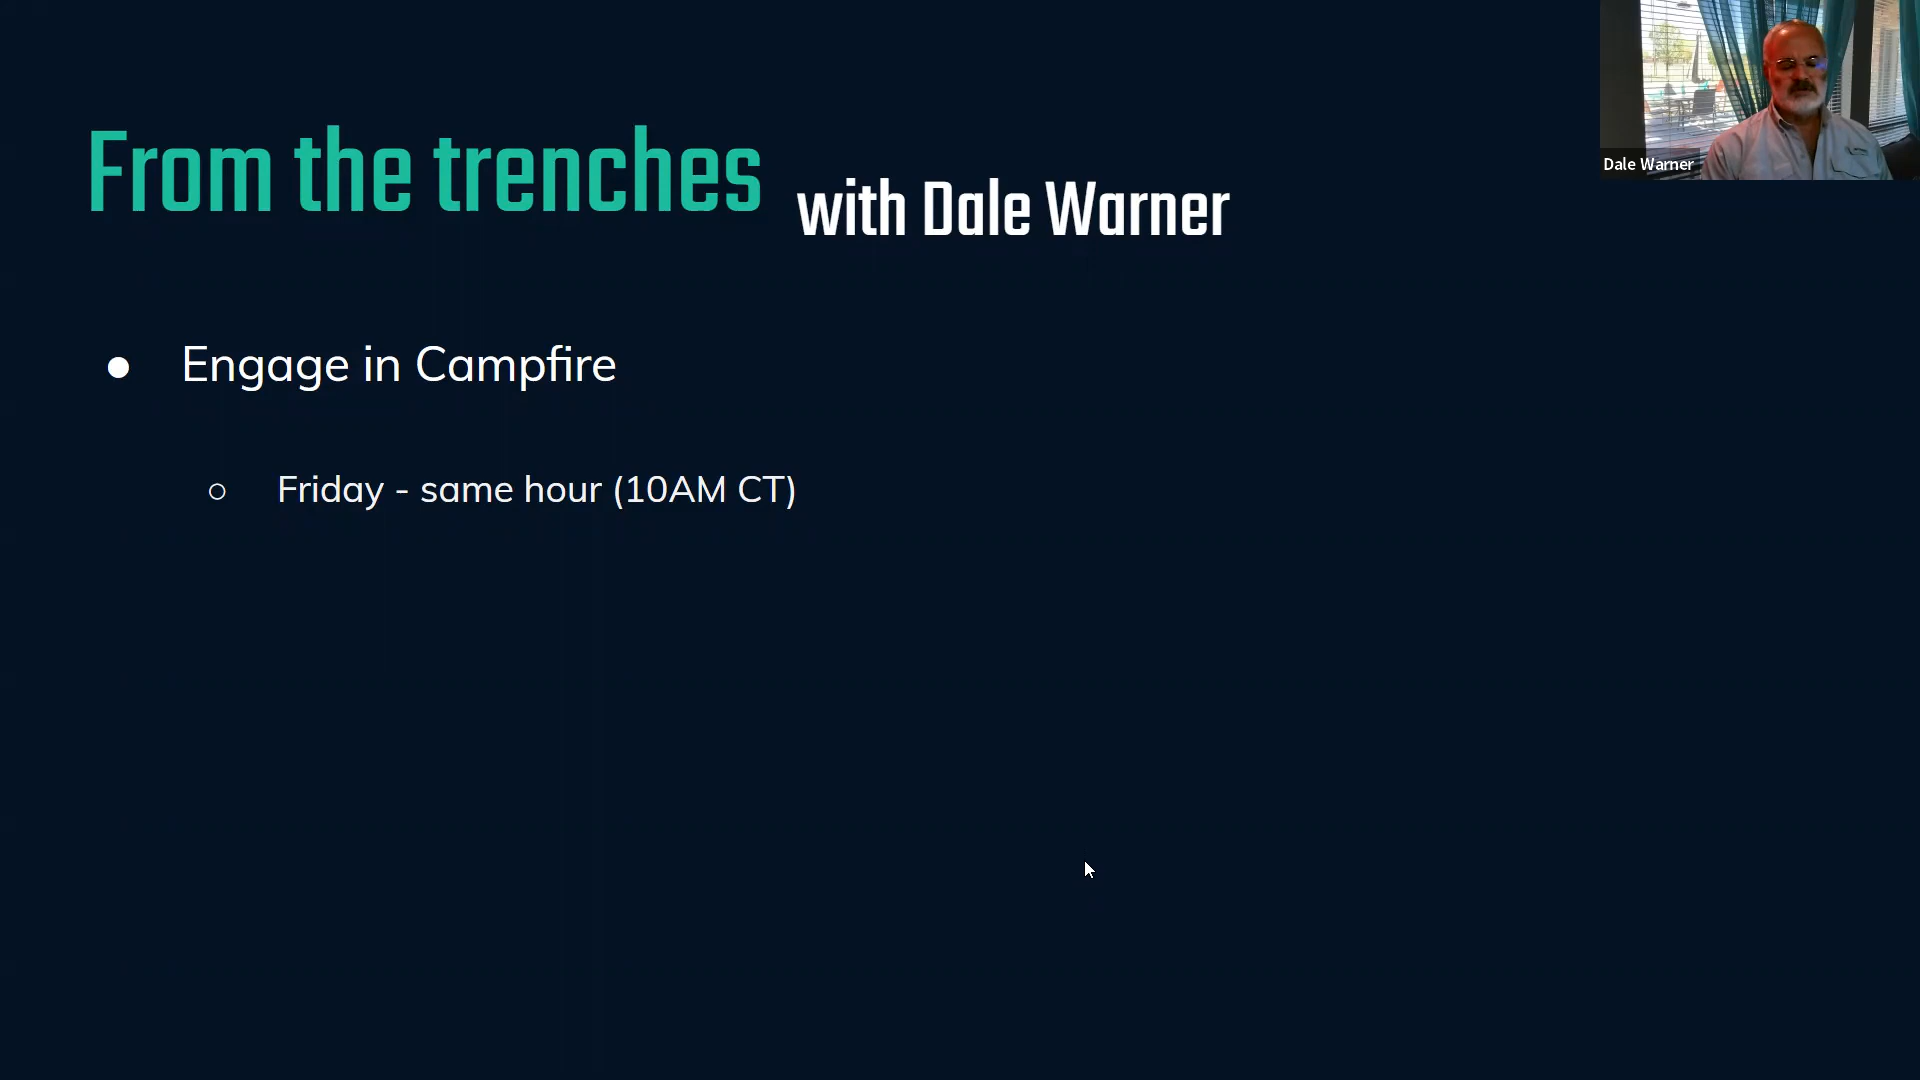 From the trenches with Dale Warner
Dale Warner
● Engage in Campfire
○ Friday - same hour (10AM CT)